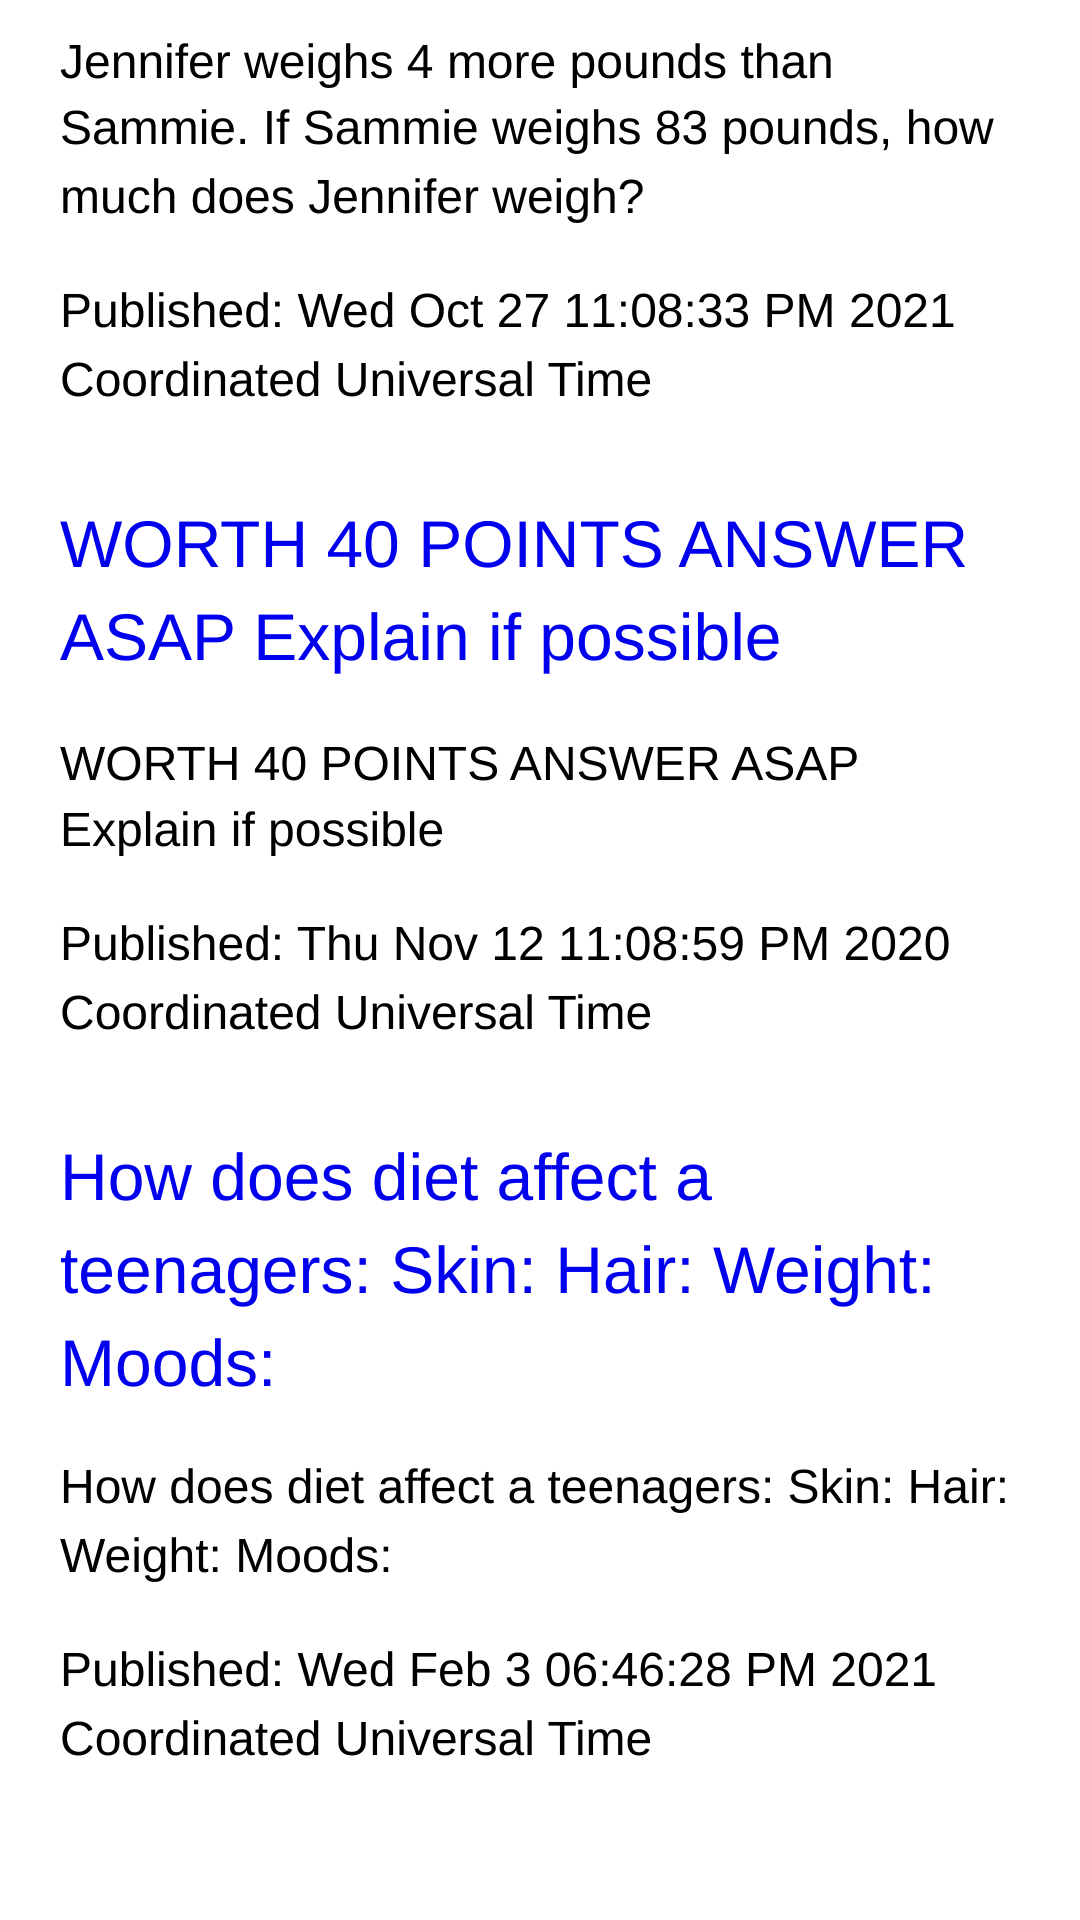 Jennifer weighs 4 more pounds than
Sammie. If Sammie weighs 83 pounds, how
much does Jennifer weigh?
Published: Wed Oct 27 11:08:33 PM 2021
Coordinated Universal Time
WORTH 40 POINTS ANSWER
ASAP Explain if possible
WORTH 40 POINTS ANSWER ASAP
Explain if possible
Published: Thu Nov 12 11:08:59 PM 2020
Coordinated Universal Time
How does diet affect a
teenagers: Skin: Hair: Weight:
Moods:
How does diet affect a teenagers: Skin: Hair:
Weight: Moods:
Published: Wed Feb 3 06:46:28 PM 2021
Coordinated Universal Time